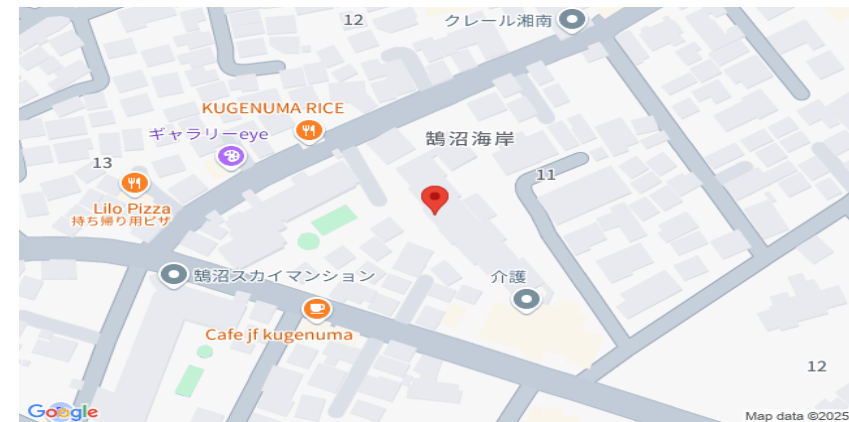 12
クレール湘南
KUGENUMA RICE
ギャラリーeye
鵠沼海岸
13
11
Lilo Pizza
持ち帰り用ピザ
鵠沼スカイマンション
介護
Cafe jf kugenuma
12
Google
Map data ©2025